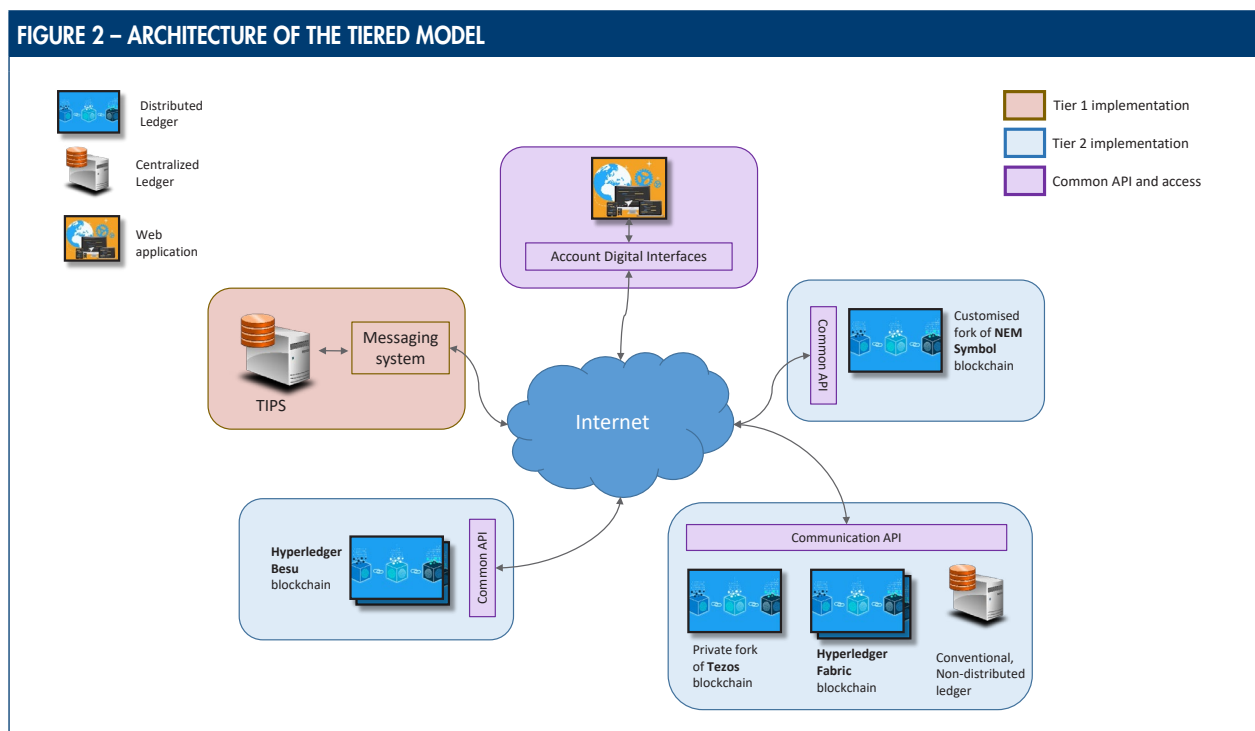 FIGURE 2 – ARCHITECTURE OF THE TIERED MODEL
Distributed
Ledger
Centralized
Ledger
Web
application
Tier 1 implementation
Tier 2 implementation
Common API and access
Account Digital Interfaces
Messaging
system
TIPS
Internet
Common API
Customised
fork of NEM
Symbol
blockchain
Hyperledger
Besu
blockchain
Common API
Communication API
Private fork
of Tezos
blockchain
Hyperledger
Fabric
blockchain
Conventional,
Non-distributed
ledger